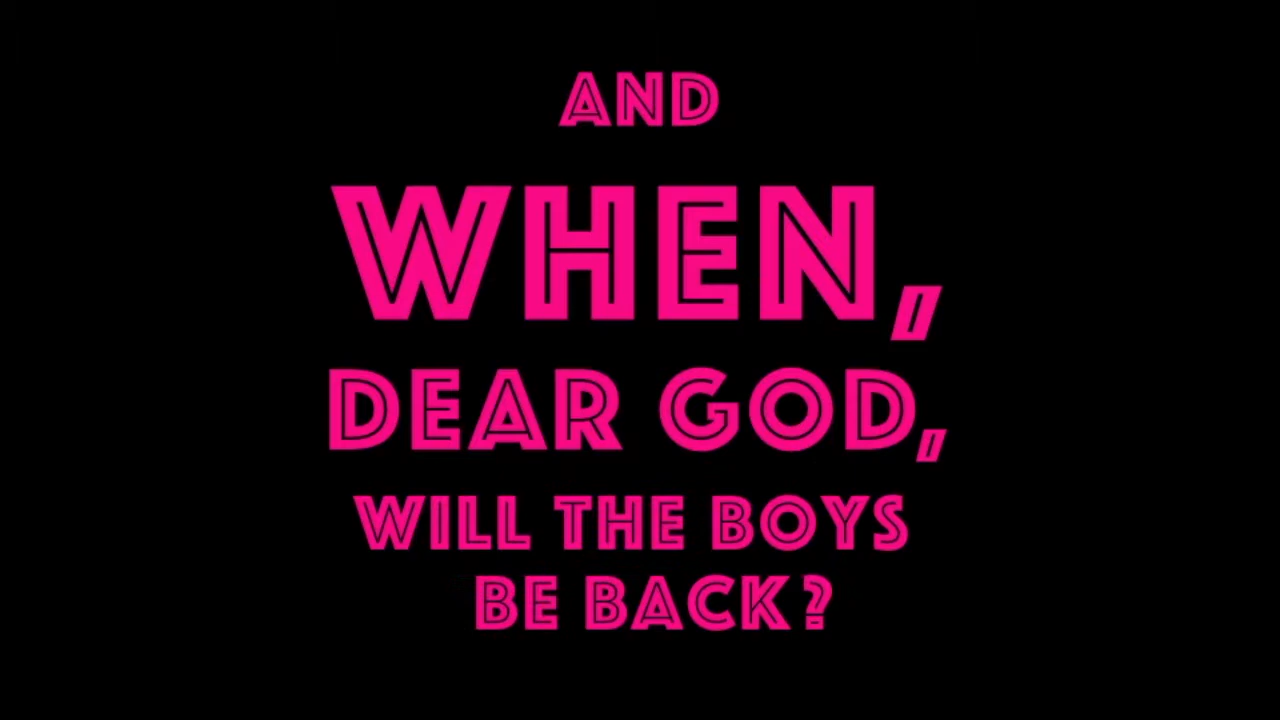 AND
WHEN,
DEAR GOD,
WILL THE BOYS
BE BACK?